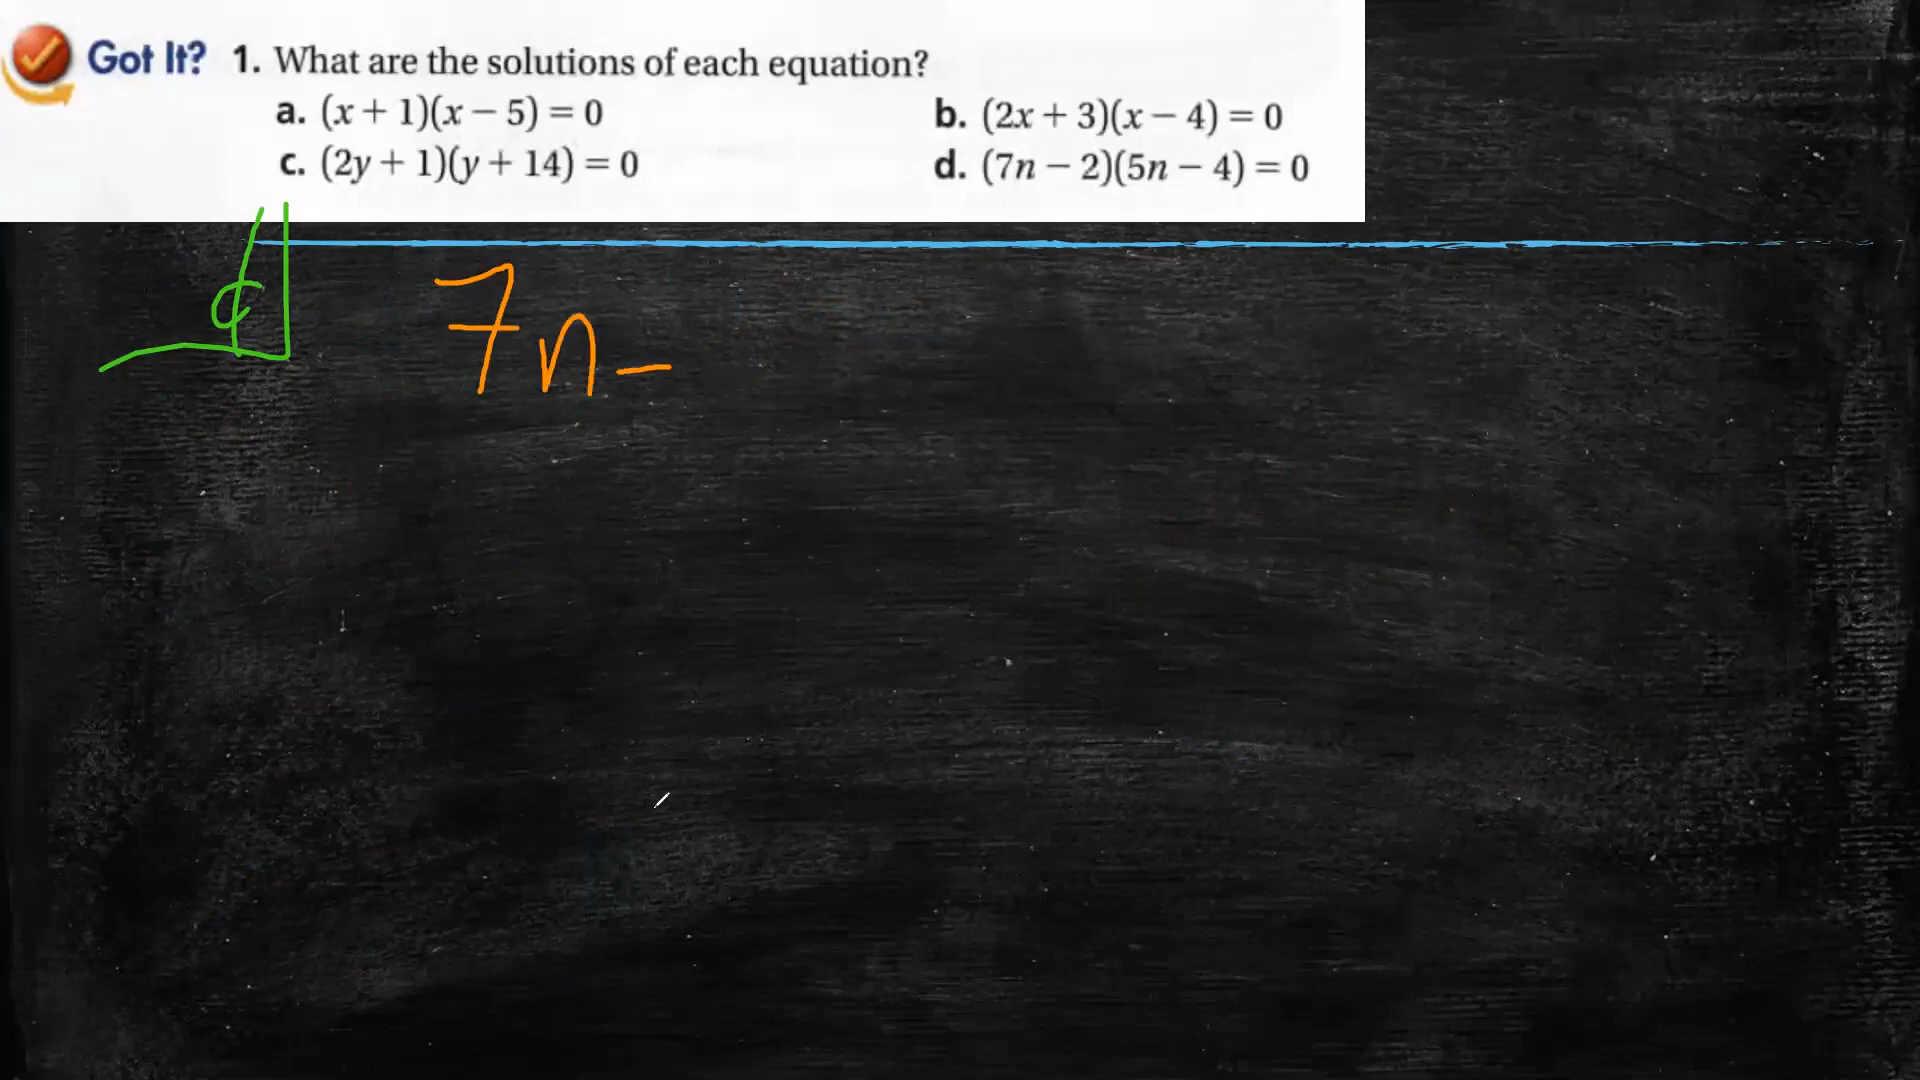 Got It? 1. What are the solutions of each equation?
a. (x + 1)(x − 5) = 0 b. (2x + 3)(x − 4) = 0
c. (2y + 1)(y + 14) = 0 d. (7n − 2)(5n − 4) = 0
d 7n −